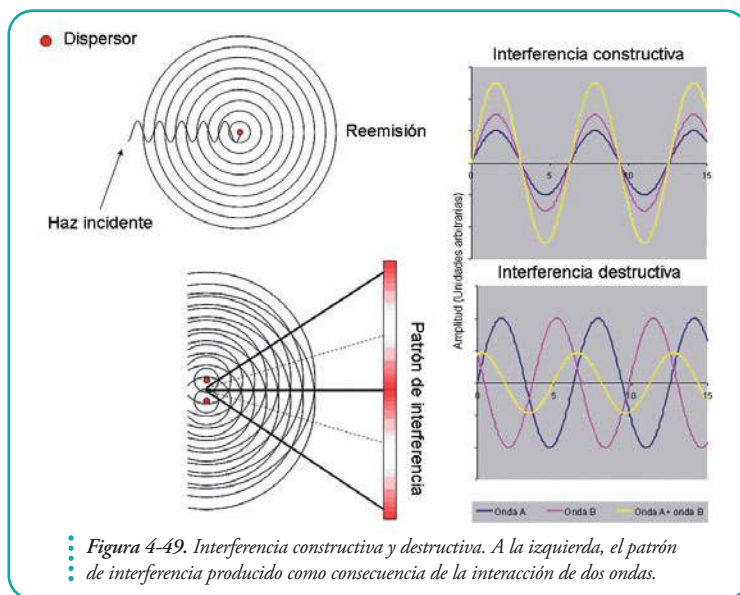 Dispersor
Reemisión
Haz incidente
Patrón de interferencia
Interferencia constructiva
0
5
10
15
Amplitud (Unidades arbitrarias)
Interferencia destructiva
0
5
10
15
Onda A
Onda B
Onda A+ onda B
Figura 4-49. Interferencia constructiva y destructiva. A la izquierda, el patrón
de interferencia producido como consecuencia de la interacción de dos ondas.